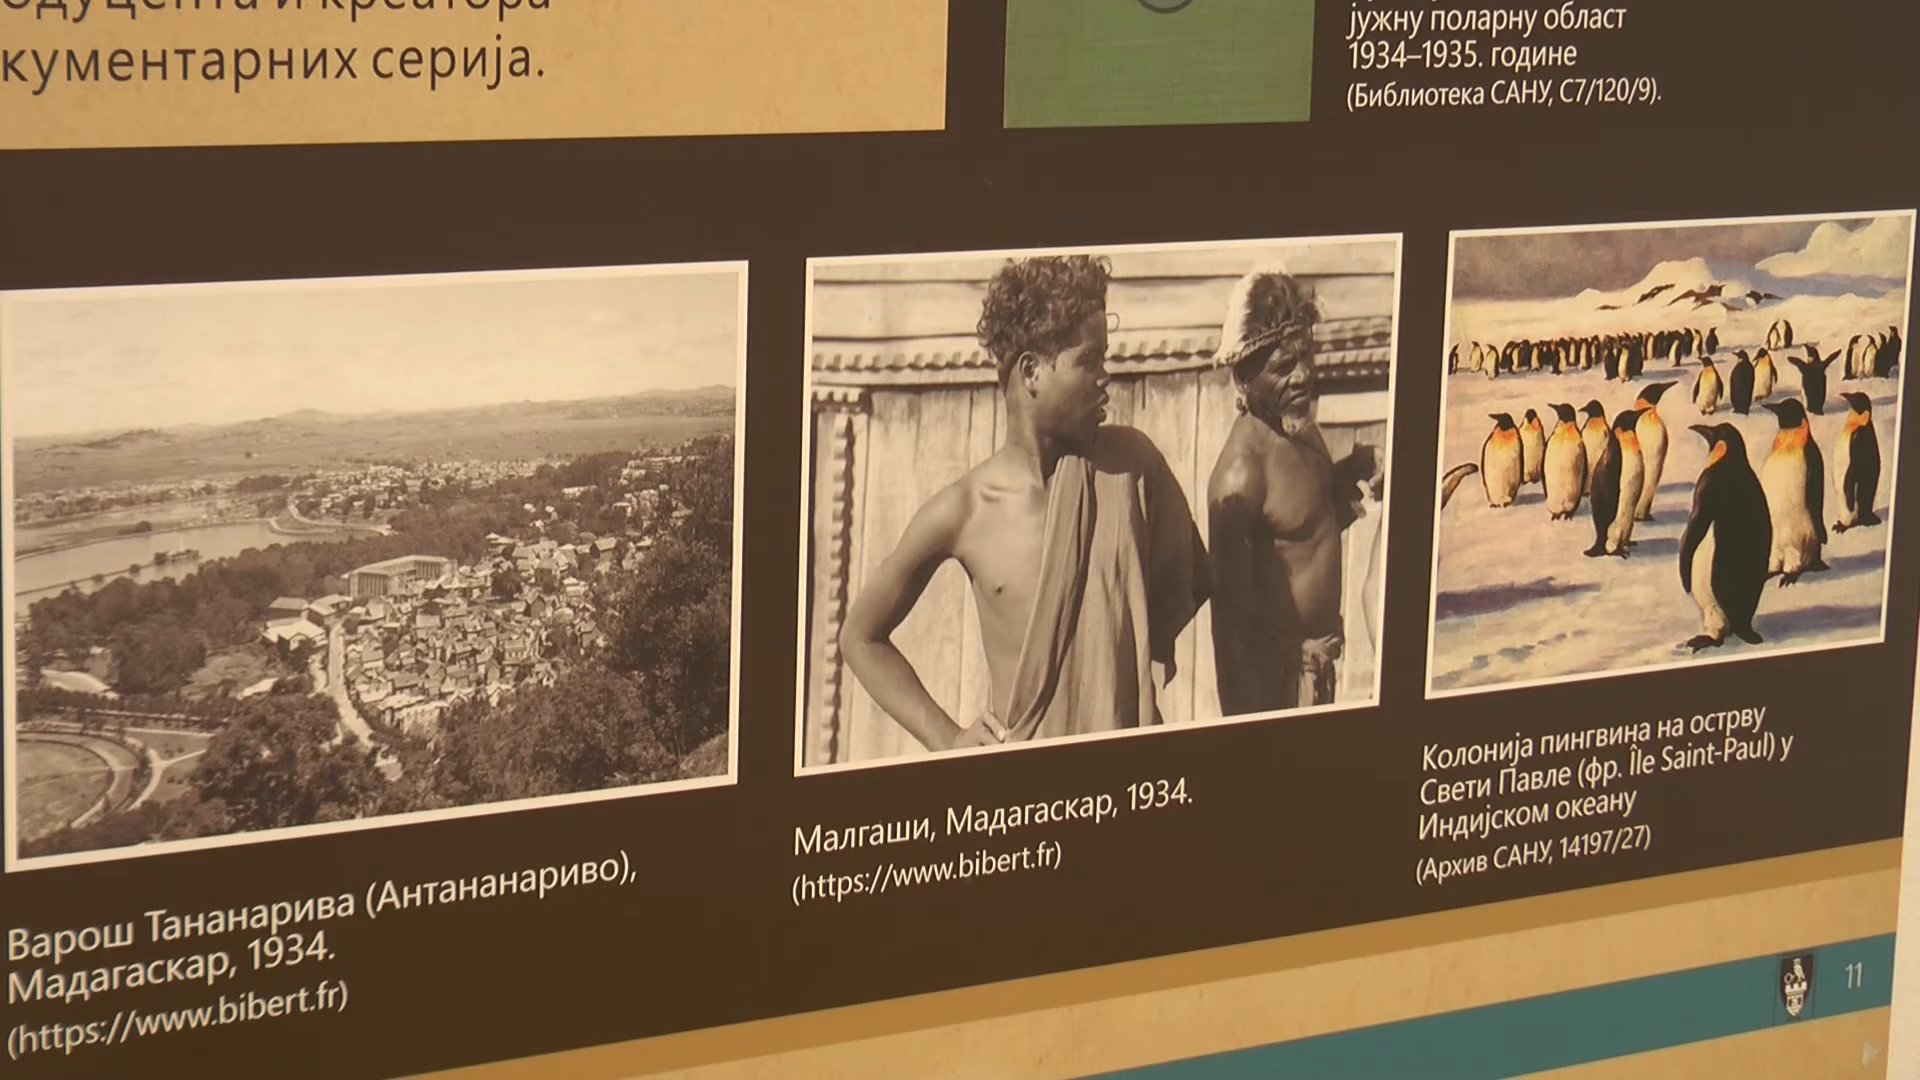 кументарних серија.
јужну поларну област
1934–1935. године
(Библиотека САНУ, С7/120/9).
Варош Тананарива (Антананариво),
Мадагаскар, 1934.
(https://www.bibert.fr)
Малгаши, Мадагаскар, 1934.
(https://www.bibert.fr)
Колонија пингвина на острву
Свети Павле (фр. Île Saint-Paul) у
Индијском океану
(Архив САНУ, 14197/27)
11